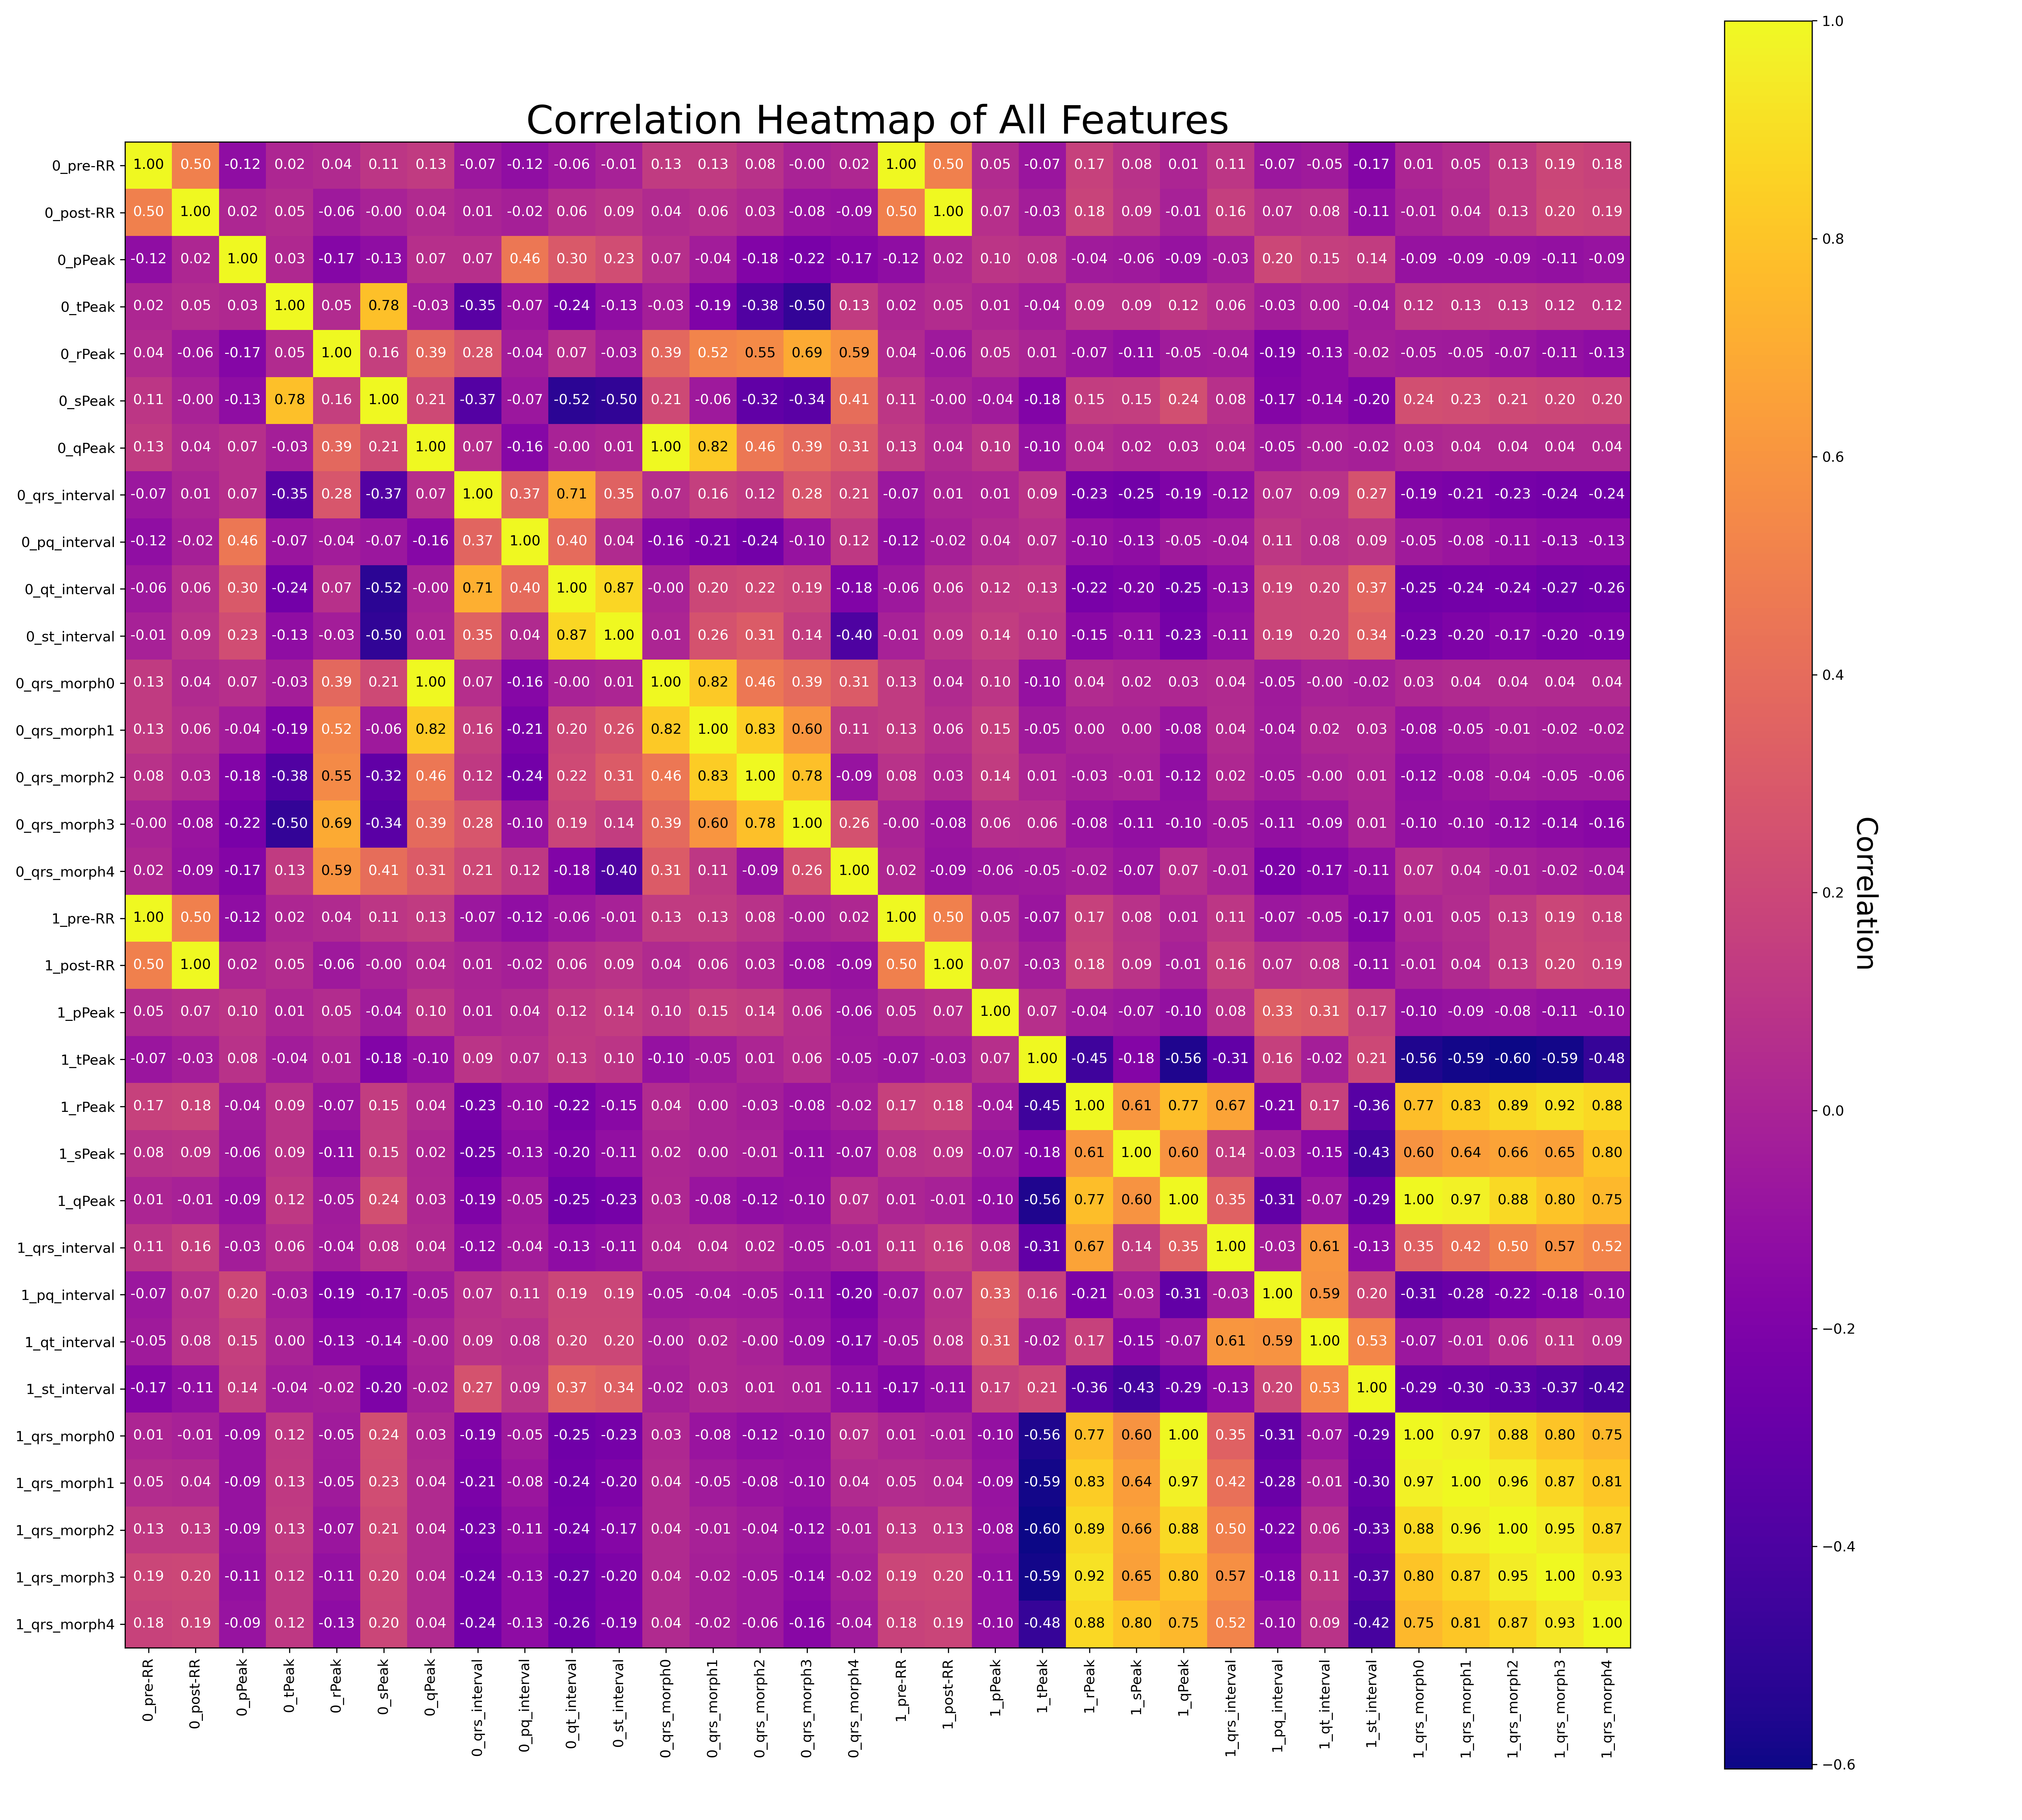 Correlation Heatmap of All Features
0_pre-RR 1.00 0.50 -0.12 0.02 0.04 0.11 0.13 -0.07 -0.12 -0.06 -0.01 0.13 0.13 0.08 -0.00 0.02 1.00 0.50 0.05 -0.07 0.17 0.08 0.01 0.11 -0.07 -0.05 -0.17 0.01 0.05 0.13 0.19 0.18
0_post-RR 0.50 1.00 0.02 0.05 -0.06 -0.00 0.04 0.01 -0.02 0.06 0.09 0.04 0.06 0.03 -0.08 -0.09 0.50 1.00 0.07 -0.03 0.18 0.09 -0.01 0.16 0.07 0.08 -0.11 -0.01 0.04 0.13 0.20 0.19
0_pPeak -0.12 0.02 1.00 0.03 -0.17 -0.13 0.07 0.07 0.46 0.30 0.23 0.07 -0.04 -0.18 -0.22 -0.17 -0.12 0.02 0.10 0.08 -0.04 -0.06 -0.09 -0.03 0.20 0.15 0.14 -0.09 -0.09 -0.09 -0.11 -0.09
0_tPeak 0.02 0.05 0.03 1.00 0.05 0.78 -0.03 -0.35 -0.07 -0.24 -0.13 -0.03 -0.19 -0.38 -0.50 0.13 0.02 0.05 0.01 -0.04 0.09 0.09 0.12 0.06 -0.03 0.00 -0.04 0.12 0.13 0.13 0.12 0.12
0_rPeak 0.04 -0.06 -0.17 0.05 1.00 0.16 0.39 0.28 -0.04 0.07 -0.03 0.39 0.52 0.55 0.69 0.59 0.04 -0.06 0.05 0.01 -0.07 -0.11 -0.05 -0.04 -0.19 -0.13 -0.02 -0.05 -0.05 -0.07 -0.11 -0.13
0_sPeak 0.11 -0.00 -0.13 0.78 0.16 1.00 0.21 -0.37 -0.07 -0.52 -0.50 0.21 -0.06 -0.32 -0.34 0.41 0.11 -0.00 -0.04 -0.18 0.15 0.15 0.24 0.08 -0.17 -0.14 -0.20 0.24 0.23 0.21 0.20 0.20
0_qPeak 0.13 0.04 0.07 -0.03 0.39 0.21 1.00 0.07 -0.16 -0.00 0.01 1.00 0.82 0.46 0.39 0.31 0.13 0.04 0.10 -0.10 0.04 0.02 0.03 0.04 -0.05 -0.00 -0.02 0.03 0.04 0.04 0.04 0.04
0_qrs_interval -0.07 0.01 0.07 -0.35 0.28 -0.37 0.07 1.00 0.37 0.71 0.35 0.07 0.16 0.12 0.28 0.21 -0.07 0.01 0.01 0.09 -0.23 -0.25 -0.19 -0.12 0.07 0.09 0.27 -0.19 -0.21 -0.23 -0.24 -0.24
0_pq_interval -0.12 -0.02 0.46 -0.07 -0.04 -0.07 -0.16 0.37 1.00 0.40 0.04 -0.16 -0.21 -0.24 -0.10 0.12 -0.12 -0.02 0.04 0.07 -0.10 -0.13 -0.05 -0.04 0.11 0.08 0.09 -0.05 -0.08 -0.11 -0.13 -0.13
0_qt_interval -0.06 0.06 0.30 -0.24 0.07 -0.52 -0.00 0.71 0.40 1.00 0.87 -0.00 0.20 0.22 0.19 -0.18 -0.06 0.06 0.12 0.13 -0.22 -0.20 -0.25 -0.13 0.19 0.20 0.37 -0.25 -0.24 -0.24 -0.27 -0.26
0_st_interval -0.01 0.09 0.23 -0.13 -0.03 -0.50 0.01 0.35 0.04 0.87 1.00 0.01 0.26 0.31 0.14 -0.40 -0.01 0.09 0.14 0.10 -0.15 -0.11 -0.23 -0.11 0.19 0.20 0.34 -0.23 -0.20 -0.17 -0.20 -0.19
0_qrs_morph0 0.13 0.04 0.07 -0.03 0.39 0.21 1.00 0.07 -0.16 -0.00 0.01 1.00 0.82 0.46 0.39 0.31 0.13 0.04 0.10 -0.10 0.04 0.02 0.03 0.04 -0.05 -0.00 -0.02 0.03 0.04 0.04 0.04 0.04
0_qrs_morph1 0.13 0.06 -0.04 -0.19 0.52 -0.06 0.82 0.16 -0.21 0.20 0.26 0.82 1.00 0.83 0.60 0.11 0.13 0.06 0.15 -0.05 0.00 0.00 -0.08 0.04 -0.04 0.02 0.03 -0.08 -0.05 -0.01 -0.02 -0.02
0_qrs_morph2 0.08 0.03 -0.18 -0.38 0.55 -0.32 0.46 0.12 -0.24 0.22 0.31 0.46 0.83 1.00 0.78 -0.09 0.08 0.03 0.14 0.01 -0.03 -0.01 -0.12 0.02 -0.05 -0.00 0.01 -0.12 -0.08 -0.04 -0.05 -0.06
0_qrs_morph3 -0.00 -0.08 -0.22 -0.50 0.69 -0.34 0.39 0.28 -0.10 0.19 0.14 0.39 0.60 0.78 1.00 0.26 -0.00 -0.08 0.06 0.06 -0.08 -0.11 -0.10 -0.05 -0.11 -0.09 0.01 -0.10 -0.10 -0.12 -0.14 -0.16
0_qrs_morph4 0.02 -0.09 -0.17 0.13 0.59 0.41 0.31 0.21 0.12 -0.18 -0.40 0.31 0.11 -0.09 0.26 1.00 0.02 -0.09 -0.06 -0.05 -0.02 -0.07 0.07 -0.01 -0.20 -0.17 -0.11 0.07 0.04 -0.01 -0.02 -0.04
1_pre-RR 1.00 0.50 -0.12 0.02 0.04 0.11 0.13 -0.07 -0.12 -0.06 -0.01 0.13 0.13 0.08 -0.00 0.02 1.00 0.50 0.05 -0.07 0.17 0.08 0.01 0.11 -0.07 -0.05 -0.17 0.01 0.05 0.13 0.19 0.18
1_post-RR 0.50 1.00 0.02 0.05 -0.06 -0.00 0.04 0.01 -0.02 0.06 0.09 0.04 0.06 0.03 -0.08 -0.09 0.50 1.00 0.07 -0.03 0.18 0.09 -0.01 0.16 0.07 0.08 -0.11 -0.01 0.04 0.13 0.20 0.19
1_pPeak 0.05 0.07 0.10 0.01 0.05 -0.04 0.10 0.01 0.04 0.12 0.14 0.10 0.15 0.14 0.06 -0.06 0.05 0.07 1.00 0.07 -0.04 -0.07 -0.10 0.08 0.33 0.31 0.17 -0.10 -0.09 -0.08 -0.11 -0.10
1_tPeak -0.07 -0.03 0.08 -0.04 0.01 -0.18 -0.10 0.09 0.07 0.13 0.10 -0.10 -0.05 0.01 0.06 -0.05 -0.07 -0.03 0.07 1.00 -0.45 -0.18 -0.56 -0.31 0.16 -0.02 0.21 -0.56 -0.59 -0.60 -0.59 -0.48
1_rPeak 0.17 0.18 -0.04 0.09 -0.07 0.15 0.04 -0.23 -0.10 -0.22 -0.15 0.04 0.00 -0.03 -0.08 -0.02 0.17 0.18 -0.04 -0.45 1.00 0.61 0.77 0.67 -0.21 0.17 -0.36 0.77 0.83 0.89 0.92 0.88
1_sPeak 0.08 0.09 -0.06 0.09 -0.11 0.15 0.02 -0.25 -0.13 -0.20 -0.11 0.02 0.00 -0.01 -0.11 -0.07 0.08 0.09 -0.07 -0.18 0.61 1.00 0.60 0.14 -0.03 -0.15 -0.43 0.60 0.64 0.66 0.65 0.80
1_qPeak 0.01 -0.01 -0.09 0.12 -0.05 0.24 0.03 -0.19 -0.05 -0.25 -0.23 0.03 -0.08 -0.12 -0.10 0.07 0.01 -0.01 -0.10 -0.56 0.77 0.60 1.00 0.35 -0.31 -0.07 -0.29 1.00 0.97 0.88 0.80 0.75
1_qrs_interval 0.11 0.16 -0.03 0.06 -0.04 0.08 0.04 -0.12 -0.04 -0.13 -0.11 0.04 0.04 0.02 -0.05 -0.01 0.11 0.16 0.08 -0.31 0.67 0.14 0.35 1.00 -0.03 0.61 -0.13 0.35 0.42 0.50 0.57 0.52
1_pq_interval -0.07 0.07 0.20 -0.03 -0.19 -0.17 -0.05 0.07 0.11 0.19 0.19 -0.05 -0.04 -0.05 -0.11 -0.20 -0.07 0.07 0.33 0.16 -0.21 -0.03 -0.31 -0.03 1.00 0.59 0.20 -0.31 -0.28 -0.22 -0.18 -0.10
1_qt_interval -0.05 0.08 0.15 0.00 -0.13 -0.14 -0.00 0.09 0.08 0.20 0.20 -0.00 0.02 -0.00 -0.09 -0.17 -0.05 0.08 0.31 -0.02 0.17 -0.15 -0.07 0.61 0.59 1.00 0.53 -0.07 -0.01 0.06 0.11 0.09
1_st_interval -0.17 -0.11 0.14 -0.04 -0.02 -0.20 -0.02 0.27 0.09 0.37 0.34 -0.02 0.03 0.01 0.01 -0.11 -0.17 -0.11 0.17 0.21 -0.36 -0.43 -0.29 -0.13 0.20 0.53 1.00 -0.29 -0.30 -0.33 -0.37 -0.42
1_qrs_morph0 0.01 -0.01 -0.09 0.12 -0.05 0.24 0.03 -0.19 -0.05 -0.25 -0.23 0.03 -0.08 -0.12 -0.10 0.07 0.01 -0.01 -0.10 -0.56 0.77 0.60 1.00 0.35 -0.31 -0.07 -0.29 1.00 0.97 0.88 0.80 0.75
1_qrs_morph1 0.05 0.04 -0.09 0.13 -0.05 0.23 0.04 -0.21 -0.08 -0.24 -0.20 0.04 -0.05 -0.08 -0.10 0.04 0.05 0.04 -0.09 -0.59 0.83 0.64 0.97 0.42 -0.28 -0.01 -0.30 0.97 1.00 0.96 0.87 0.81
1_qrs_morph2 0.13 0.13 -0.09 0.13 -0.07 0.21 0.04 -0.23 -0.11 -0.24 -0.17 0.04 -0.01 -0.04 -0.12 -0.01 0.13 0.13 -0.08 -0.60 0.89 0.66 0.88 0.50 -0.22 0.06 -0.33 0.88 0.96 1.00 0.95 0.87
1_qrs_morph3 0.19 0.20 -0.11 0.12 -0.11 0.20 0.04 -0.24 -0.13 -0.27 -0.20 0.04 -0.02 -0.05 -0.14 -0.02 0.19 0.20 -0.11 -0.59 0.92 0.65 0.80 0.57 -0.18 0.11 -0.37 0.80 0.87 0.95 1.00 0.93
1_qrs_morph4 0.18 0.19 -0.09 0.12 -0.13 0.20 0.04 -0.24 -0.13 -0.26 -0.19 0.04 -0.02 -0.06 -0.16 -0.04 0.18 0.19 -0.10 -0.48 0.88 0.80 0.75 0.52 -0.10 0.09 -0.42 0.75 0.81 0.87 0.93 1.00
0_pre-RR
0_post-RR
0_pPeak
0_tPeak
0_rPeak
0_sPeak
0_qPeak
0_qrs_interval
0_pq_interval
0_qt_interval
0_st_interval
0_qrs_morph0
0_qrs_morph1
0_qrs_morph2
0_qrs_morph3
0_qrs_morph4
1_pre-RR
1_post-RR
1_pPeak
1_tPeak
1_rPeak
1_sPeak
1_qPeak
1_qrs_interval
1_pq_interval
1_qt_interval
1_st_interval
1_qrs_morph0
1_qrs_morph1
1_qrs_morph2
1_qrs_morph3
1_qrs_morph4
1.0
0.8
0.6
0.4
0.2
0.0
−0.2
−0.4
−0.6
Correlation